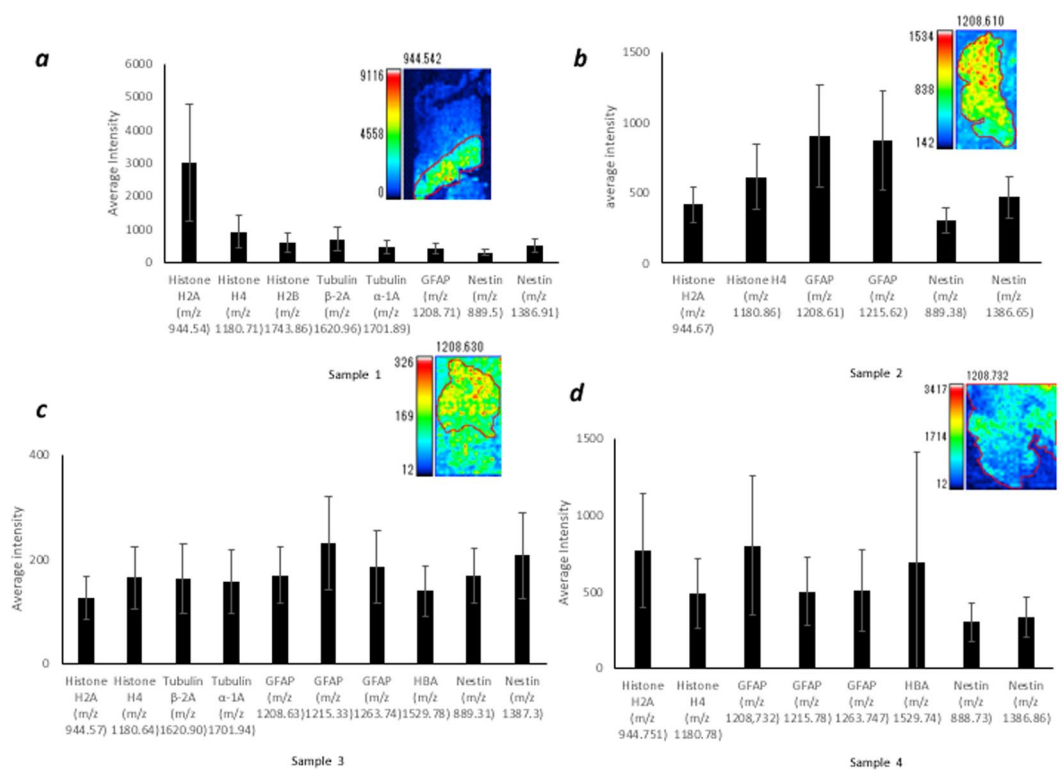 a
944.542
9116
4558
0
6000
5000
4000
3000
2000
1000
0
Average Intensity
Histone Histone Histone Tubulin Tubulin GFAP Nestin Nestin
H2A H4 H2B β-2A α-1A (m/z (m/z (m/z
(m/z (m/z (m/z (m/z (m/z 1208.71) 889.5) 1386.91)
944.54) 1180.71) 1743.86) 1620.96) 1701.89)
Sample 1
b
1208.610
1534
838
142
1500
1000
500
0
average Intensity
Histone Histone H4 GFAP GFAP Nestin Nestin
H2A (m/z (m/z (m/z (m/z (m/z
(m/z 1180.86) 1208.61) 1215.62) 889.38) 1386.65)
944.67)
Sample 2
c
1208.630
326
169
12
400
200
0
Average intensity
Histone Histone Tubulin Tubulin GFAP GFAP GFAP HBA Nestin Nestin
H2A H4 β-2A α-1A (m/z (m/z (m/z (m/z (m/z (m/z
(m/z (m/z (m/z (m/z 1208.63) 1215.33) 1263.74) 1529.78) 889.31) 1387.3)
944.57) 1180.64) 1620.90) 1701.94)
Sample 3
d
1208.732
3417
1714
12
1500
1000
500
0
Average Intensity
Histone Histone GFAP GFAP GFAP HBA Nestin Nestin
H2A H4 (m/z (m/z (m/z (m/z (m/z (m/z
(m/z (m/z 1208,732) 1215.78) 1263.747) 1529.74) 888.73) 1386.86)
944.751) 1180.78)
Sample 4